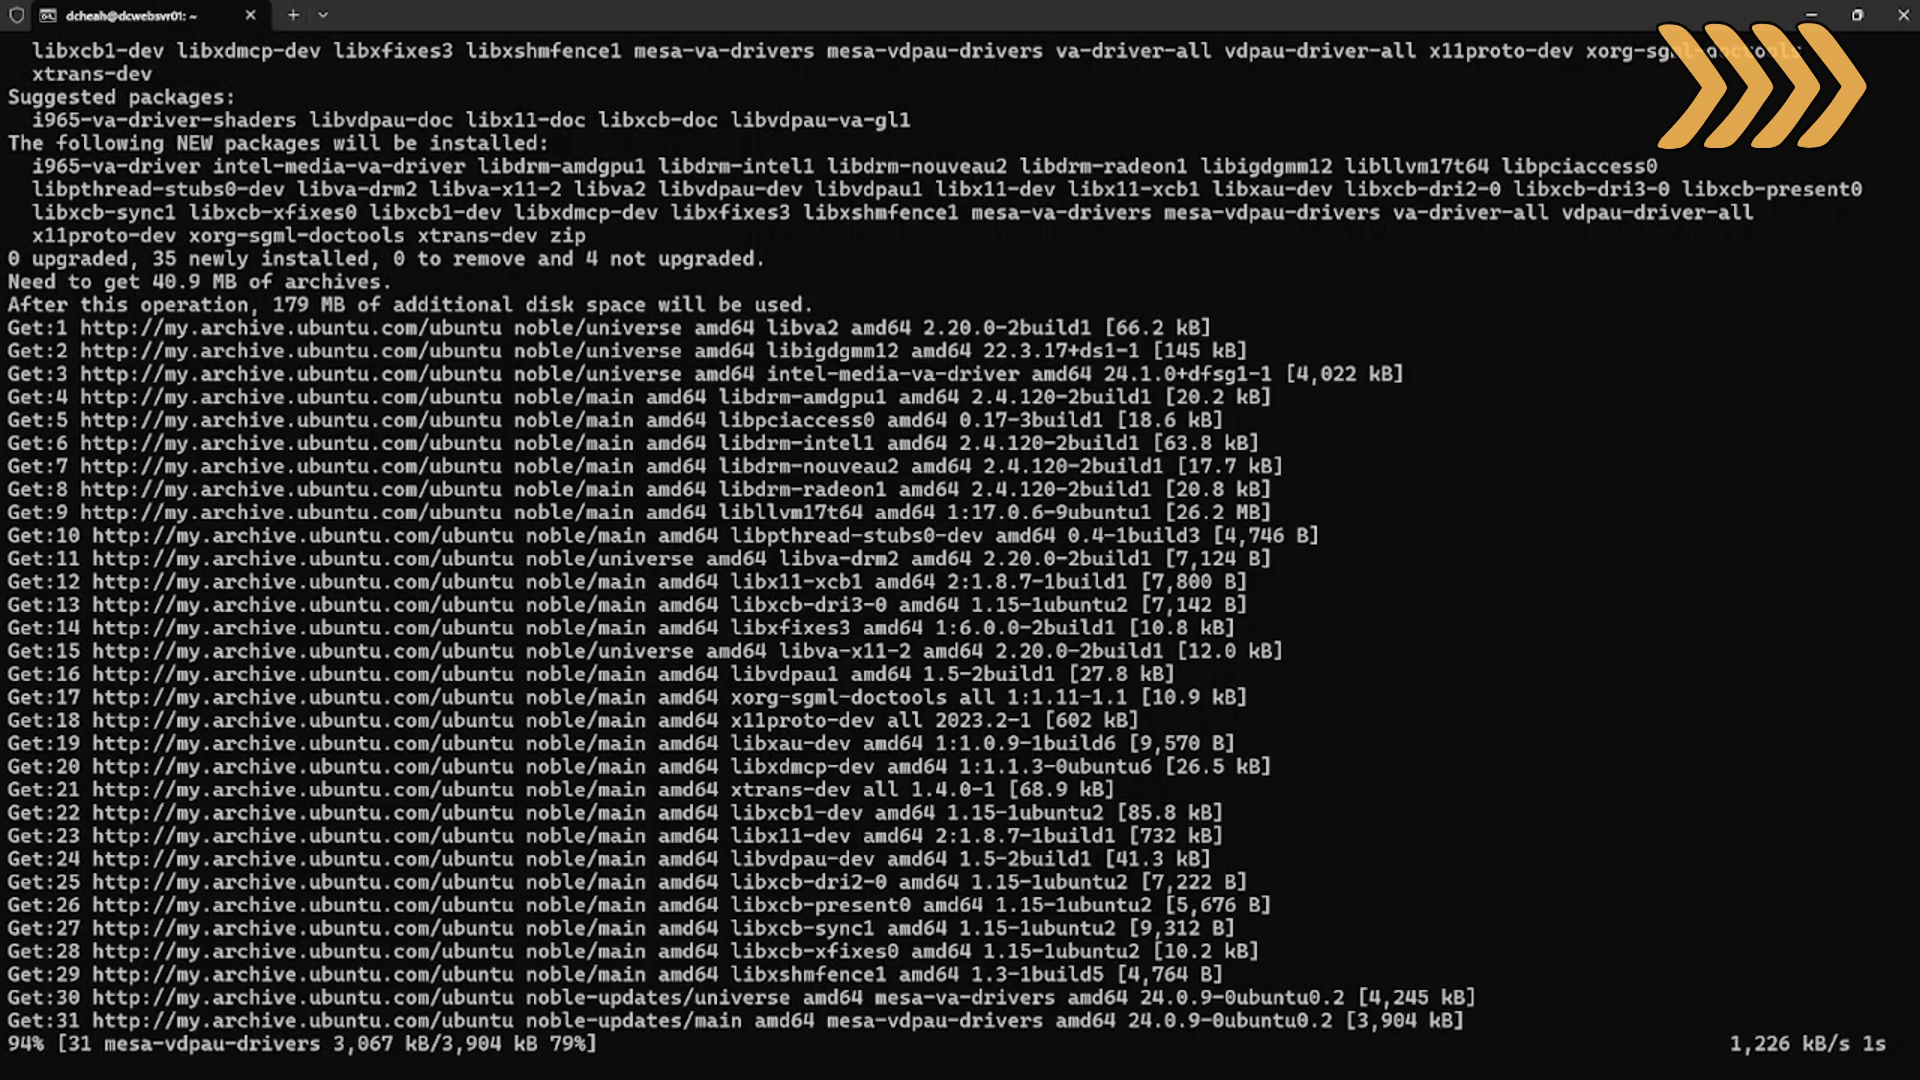 dcheah@dcwebsvr01: ~
libxcb1-dev libxdmcp-dev libxfixes3 libxshmfence1 mesa-va-drivers mesa-vdpau-drivers va-driver-all vdpau-driver-all x11proto-dev xorg-sgml-doctools
xtrans-dev
Suggested packages:
i965-va-driver-shaders libvdpau-doc libx11-doc libxcb-doc libvdpau-va-gl1
The following NEW packages will be installed:
i965-va-driver intel-media-va-driver libdrm-amdgpu1 libdrm-intel1 libdrm-nouveau2 libdrm-radeon1 libigdgmm12 libllvm17t64 libpciaccess0
libpthread-stubs0-dev libva-drm2 libva-x11-2 libva2 libvdpau-dev libvdpau1 libx11-dev libx11-xcb1 libxau-dev libxcb-dri2-0 libxcb-dri3-0 libxcb-present0
libxcb-sync1 libxcb-xfixes0 libxcb1-dev libxdmcp-dev libxfixes3 libxshmfence1 mesa-va-drivers mesa-vdpau-drivers va-driver-all vdpau-driver-all
x11proto-dev xorg-sgml-doctools xtrans-dev zip
0 upgraded, 35 newly installed, 0 to remove and 4 not upgraded.
Need to get 40.9 MB of archives.
After this operation, 179 MB of additional disk space will be used.
Get:1 http://my.archive.ubuntu.com/ubuntu noble/universe amd64 libva2 amd64 2.20.0-2build1 [66.2 kB]
Get:2 http://my.archive.ubuntu.com/ubuntu noble/universe amd64 libigdgmm12 amd64 22.3.17+ds1-1 [145 kB]
Get:3 http://my.archive.ubuntu.com/ubuntu noble/universe amd64 intel-media-va-driver amd64 24.1.0+dfsg1-1 [4,022 kB]
Get:4 http://my.archive.ubuntu.com/ubuntu noble/main amd64 libdrm-amdgpu1 amd64 2.4.120-2build1 [20.2 kB]
Get:5 http://my.archive.ubuntu.com/ubuntu noble/main amd64 libpciaccess0 amd64 0.17-3build1 [18.6 kB]
Get:6 http://my.archive.ubuntu.com/ubuntu noble/main amd64 libdrm-intel1 amd64 2.4.120-2build1 [63.8 kB]
Get:7 http://my.archive.ubuntu.com/ubuntu noble/main amd64 libdrm-nouveau2 amd64 2.4.120-2build1 [17.7 kB]
Get:8 http://my.archive.ubuntu.com/ubuntu noble/main amd64 libdrm-radeon1 amd64 2.4.120-2build1 [20.8 kB]
Get:9 http://my.archive.ubuntu.com/ubuntu noble/main amd64 libllvm17t64 amd64 1:17.0.6-9ubuntu1 [26.2 MB]
Get:10 http://my.archive.ubuntu.com/ubuntu noble/main amd64 libpthread-stubs0-dev amd64 0.4-1build3 [4,746 B]
Get:11 http://my.archive.ubuntu.com/ubuntu noble/universe amd64 libva-drm2 amd64 2.20.0-2build1 [7,124 B]
Get:12 http://my.archive.ubuntu.com/ubuntu noble/main amd64 libx11-xcb1 amd64 2:1.8.7-1build1 [7,800 B]
Get:13 http://my.archive.ubuntu.com/ubuntu noble/main amd64 libxcb-dri3-0 amd64 1.15-1ubuntu2 [7,142 B]
Get:14 http://my.archive.ubuntu.com/ubuntu noble/main amd64 libxfixes3 amd64 1:6.0.0-2build1 [10.8 kB]
Get:15 http://my.archive.ubuntu.com/ubuntu noble/universe amd64 libva-x11-2 amd64 2.20.0-2build1 [12.0 kB]
Get:16 http://my.archive.ubuntu.com/ubuntu noble/main amd64 libvdpau1 amd64 1.5-2build1 [27.8 kB]
Get:17 http://my.archive.ubuntu.com/ubuntu noble/main amd64 xorg-sgml-doctools all 1:1.11-1.1 [10.9 kB]
Get:18 http://my.archive.ubuntu.com/ubuntu noble/main amd64 x11proto-dev all 2023.2-1 [602 kB]
Get:19 http://my.archive.ubuntu.com/ubuntu noble/main amd64 libxau-dev amd64 1:1.0.9-1build6 [9,570 B]
Get:20 http://my.archive.ubuntu.com/ubuntu noble/main amd64 libxdmcp-dev amd64 1:1.1.3-0ubuntu6 [26.5 kB]
Get:21 http://my.archive.ubuntu.com/ubuntu noble/main amd64 xtrans-dev all 1.4.0-1 [68.9 kB]
Get:22 http://my.archive.ubuntu.com/ubuntu noble/main amd64 libxcb1-dev amd64 1.15-1ubuntu2 [85.8 kB]
Get:23 http://my.archive.ubuntu.com/ubuntu noble/main amd64 libx11-dev amd64 2:1.8.7-1build1 [732 kB]
Get:24 http://my.archive.ubuntu.com/ubuntu noble/main amd64 libvdpau-dev amd64 1.5-2build1 [41.3 kB]
Get:25 http://my.archive.ubuntu.com/ubuntu noble/main amd64 libxcb-dri2-0 amd64 1.15-1ubuntu2 [7,222 B]
Get:26 http://my.archive.ubuntu.com/ubuntu noble/main amd64 libxcb-present0 amd64 1.15-1ubuntu2 [5,676 B]
Get:27 http://my.archive.ubuntu.com/ubuntu noble/main amd64 libxcb-sync1 amd64 1.15-1ubuntu2 [9,312 B]
Get:28 http://my.archive.ubuntu.com/ubuntu noble/main amd64 libxcb-xfixes0 amd64 1.15-1ubuntu2 [10.2 kB]
Get:29 http://my.archive.ubuntu.com/ubuntu noble/main amd64 libxshmfence1 amd64 1.3-1build5 [4,764 B]
Get:30 http://my.archive.ubuntu.com/ubuntu noble-updates/universe amd64 mesa-va-drivers amd64 24.0.9-0ubuntu0.2 [4,245 kB]
Get:31 http://my.archive.ubuntu.com/ubuntu noble-updates/main amd64 mesa-vdpau-drivers amd64 24.0.9-0ubuntu0.2 [3,904 kB]
94% [31 mesa-vdpau-drivers 3,067 kB/3,904 kB 79%] 1,226 kB/s 1s